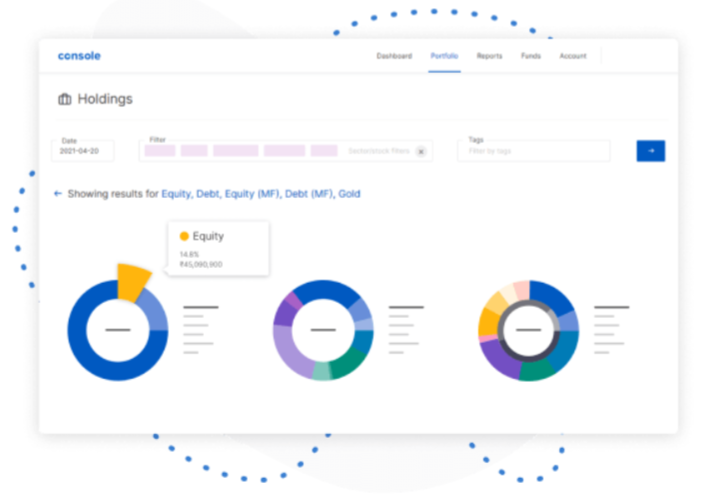 console
Dashboard Portfolio Reports Funds Account
Holdings
Date
2021-04-20
Filter
Sector/stock filters
Tags
Filter by tags
Showing results for Equity, Debt, Equity (MF), Debt (MF), Gold
Equity
14.8%
₹45,090,900